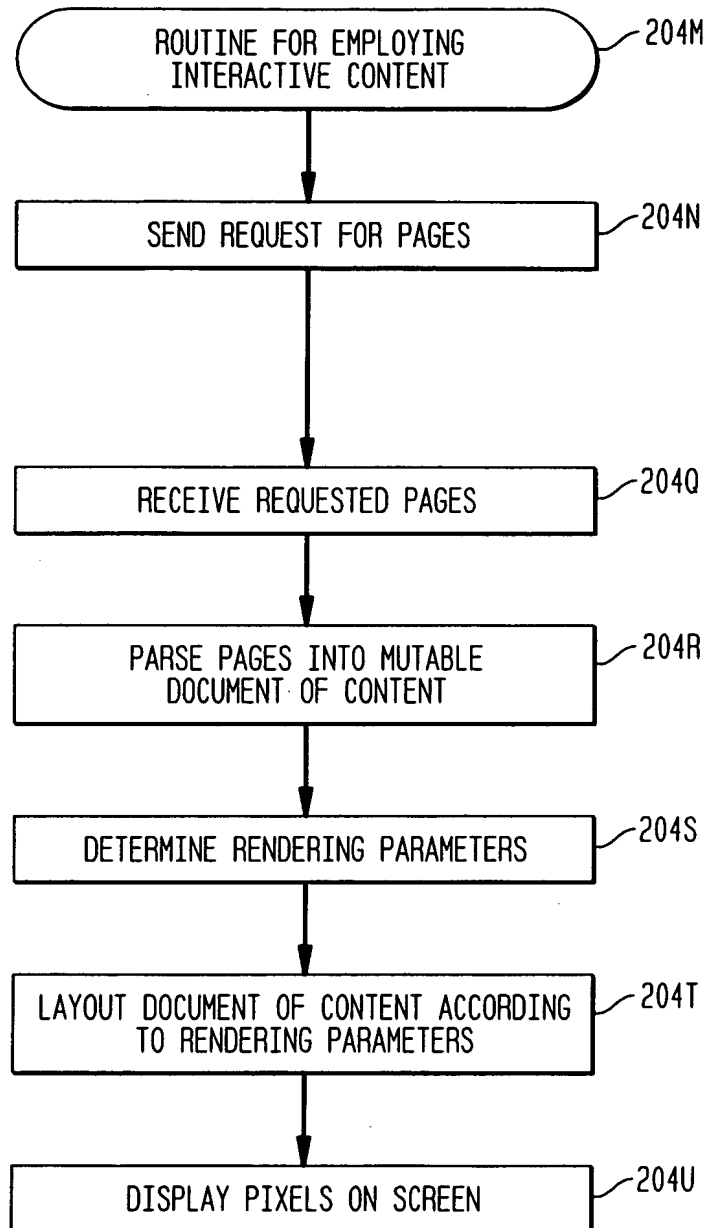 ROUTINE FOR EMPLOYING
INTERACTIVE CONTENT
204M
SEND REQUEST FOR PAGES
204N
RECEIVE REQUESTED PAGES
204Q
PARSE PAGES INTO MUTABLE
DOCUMENT OF CONTENT
204R
DETERMINE RENDERING PARAMETERS
204S
LAYOUT DOCUMENT OF CONTENT ACCORDING
TO RENDERING PARAMETERS
204T
DISPLAY PIXELS ON SCREEN
204U